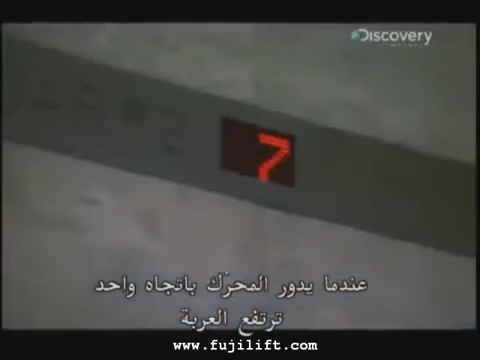 Discovery
7
عندما يدور المحرّك باتجاه واحد
ترتفع العربة
www.fujilift.com